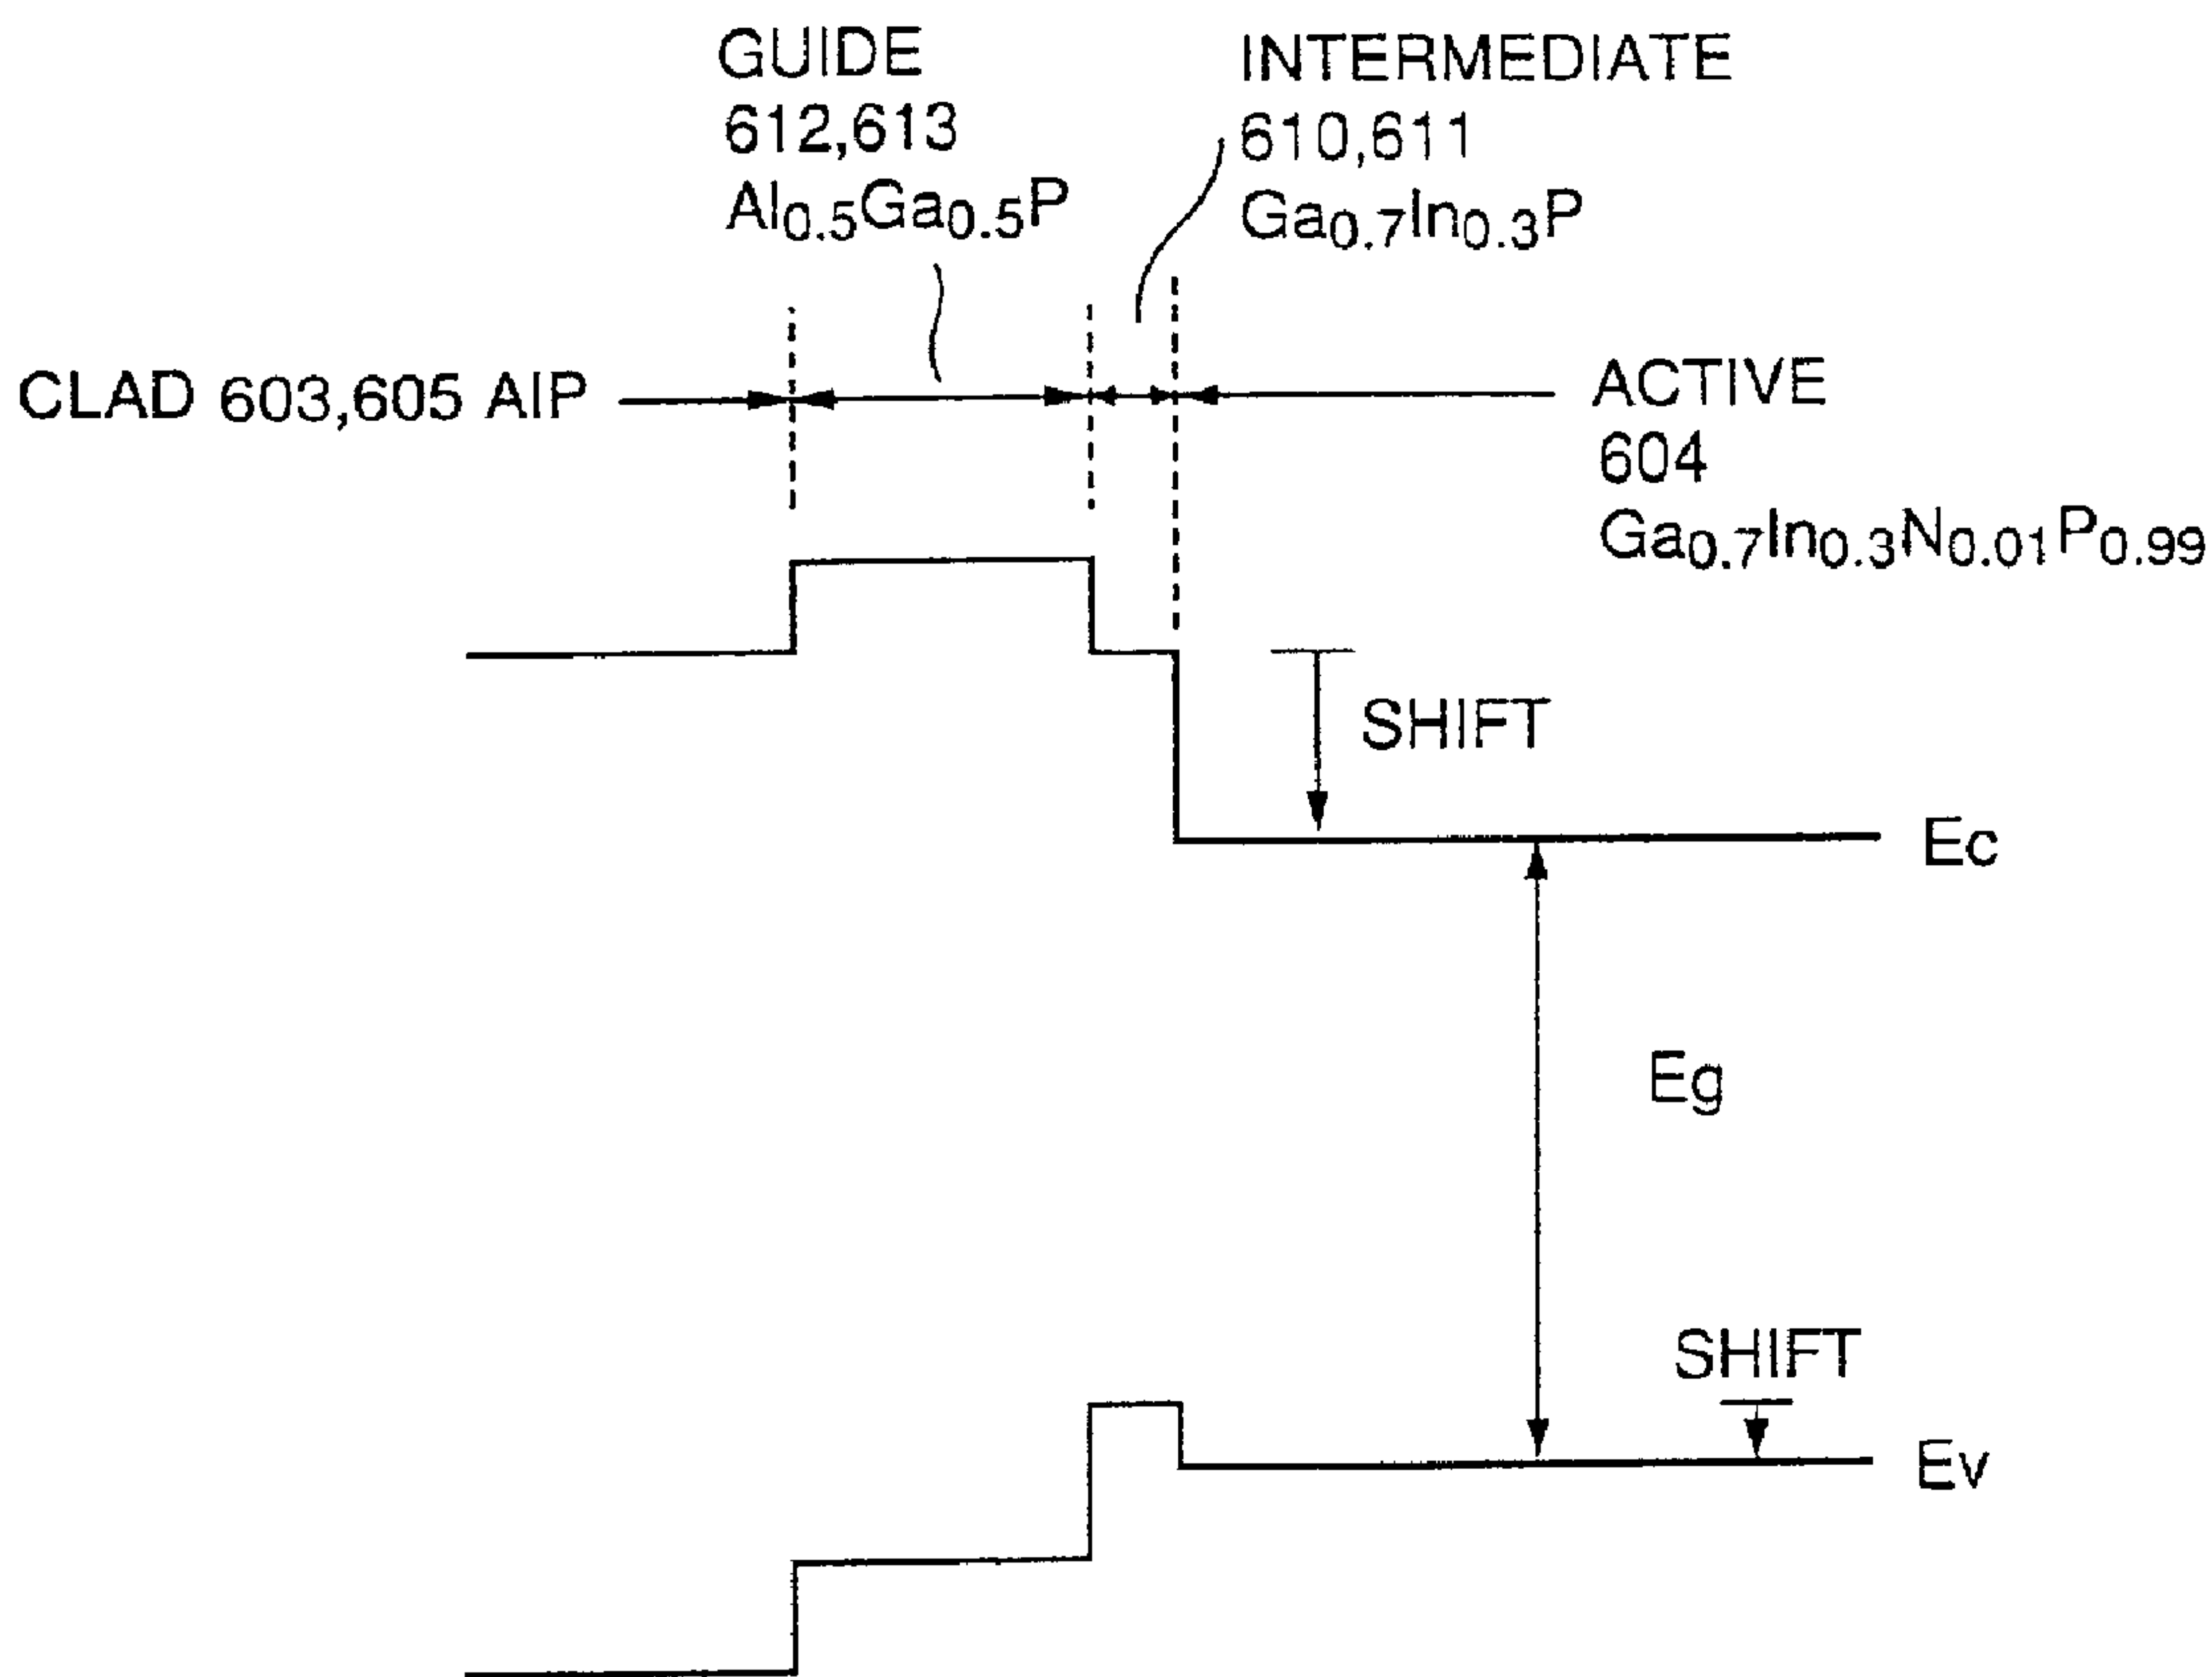 GUIDE
612,613
Al0.5Ga0.5P
INTERMEDIATE
610,611
Ga0.7In0.3P
CLAD 603,605 AlP
ACTIVE
604
Ga0.7In0.3N0.01P0.99
SHIFT
Ec
Eg
SHIFT
Ev